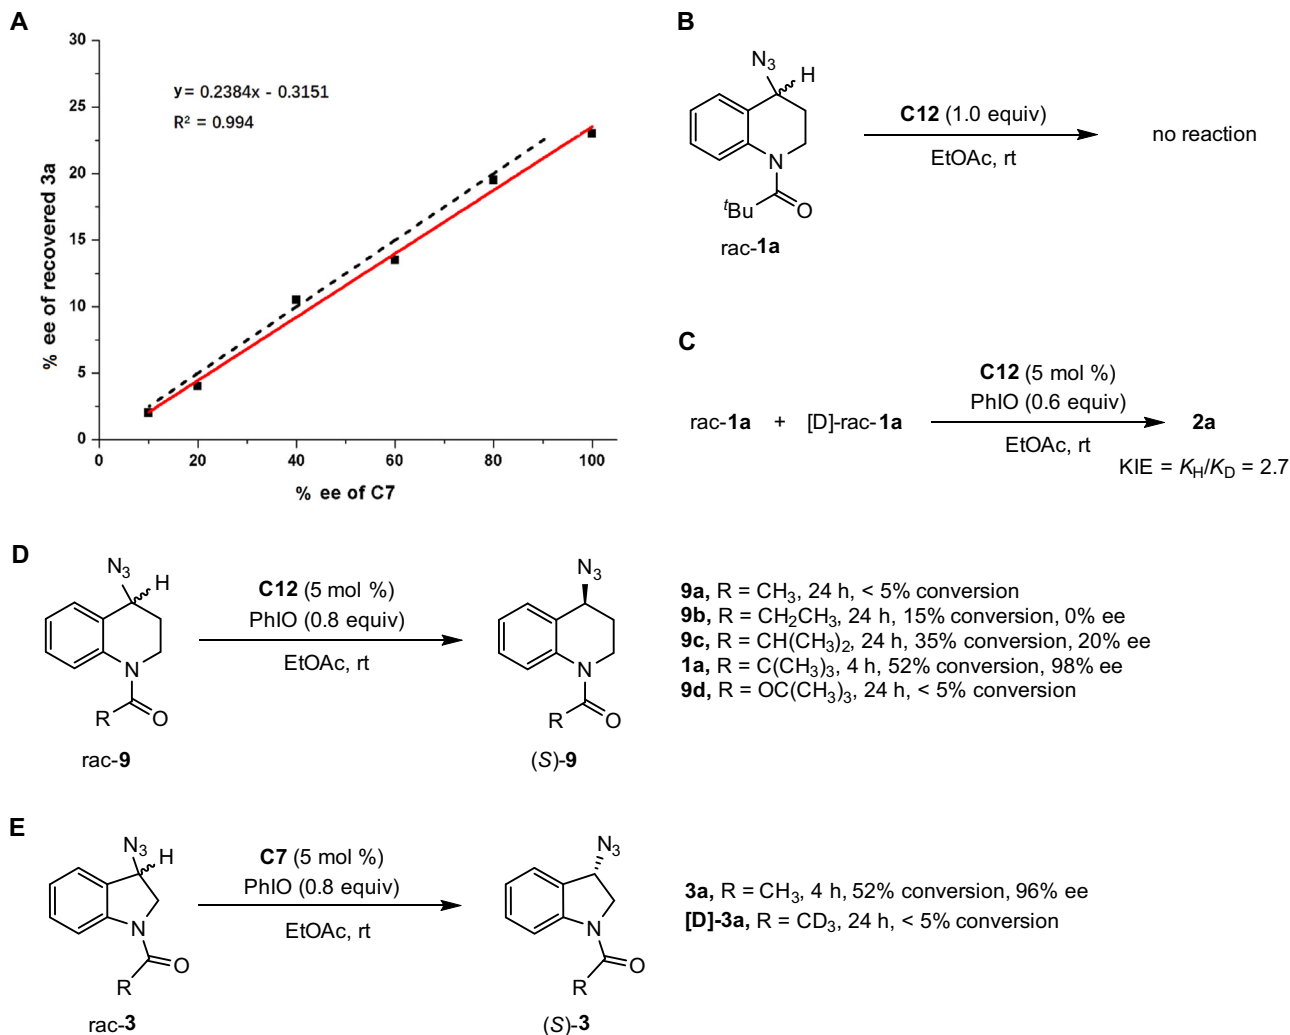 A
30
25
20
15
10
5
0
0 20 40 60 80 100
% ee of recovered 3a
% ee of C7
y = 0.2384x - 0.3151
R² = 0.994
B
N₃
H
N
ᵗBu
O
rac-1a
C12 (1.0 equiv)
EtOAc, rt
no reaction
C
rac-1a + [D]-rac-1a
C12 (5 mol %)
PhIO (0.6 equiv)
EtOAc, rt
2a
KIE = K_H/K_D = 2.7
D
N₃
H
N
R
O
rac-9
C12 (5 mol %)
PhIO (0.8 equiv)
EtOAc, rt
N₃
N
R
O
(S)-9
9a, R = CH₃, 24 h, < 5% conversion
9b, R = CH₂CH₃, 24 h, 15% conversion, 0% ee
9c, R = CH(CH₃)₂, 24 h, 35% conversion, 20% ee
1a, R = C(CH₃)₃, 4 h, 52% conversion, 98% ee
9d, R = OC(CH₃)₃, 24 h, < 5% conversion
E
N₃
H
N
O
R
rac-3
C7 (5 mol %)
PhIO (0.8 equiv)
EtOAc, rt
N₃
N
O
R
(S)-3
3a, R = CH₃, 4 h, 52% conversion, 96% ee
[D]-3a, R = CD₃, 24 h, < 5% conversion